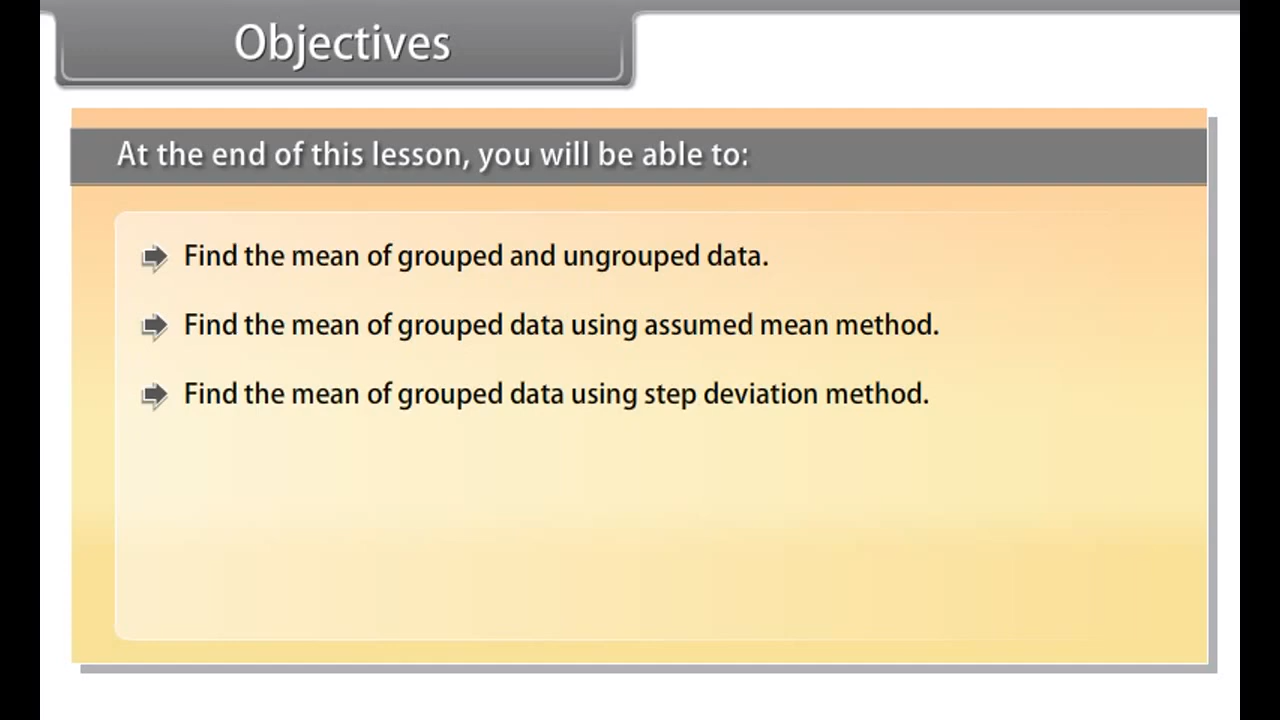 Objectives
At the end of this lesson, you will be able to:
Find the mean of grouped and ungrouped data.
Find the mean of grouped data using assumed mean method.
Find the mean of grouped data using step deviation method.